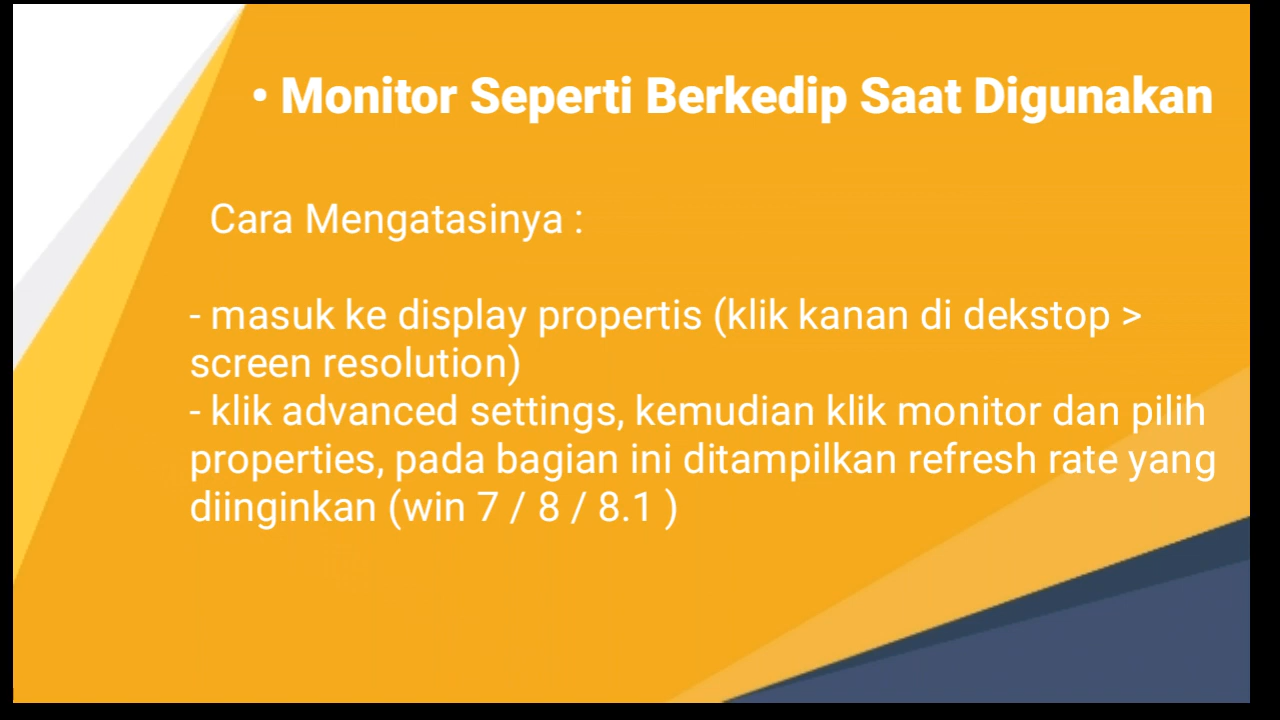 • Monitor Seperti Berkedip Saat Digunakan
Cara Mengatasinya :
- masuk ke display propertis (klik kanan di dekstop >
screen resolution)
- klik advanced settings, kemudian klik monitor dan pilih
properties, pada bagian ini ditampilkan refresh rate yang
diinginkan (win 7 / 8 / 8.1 )